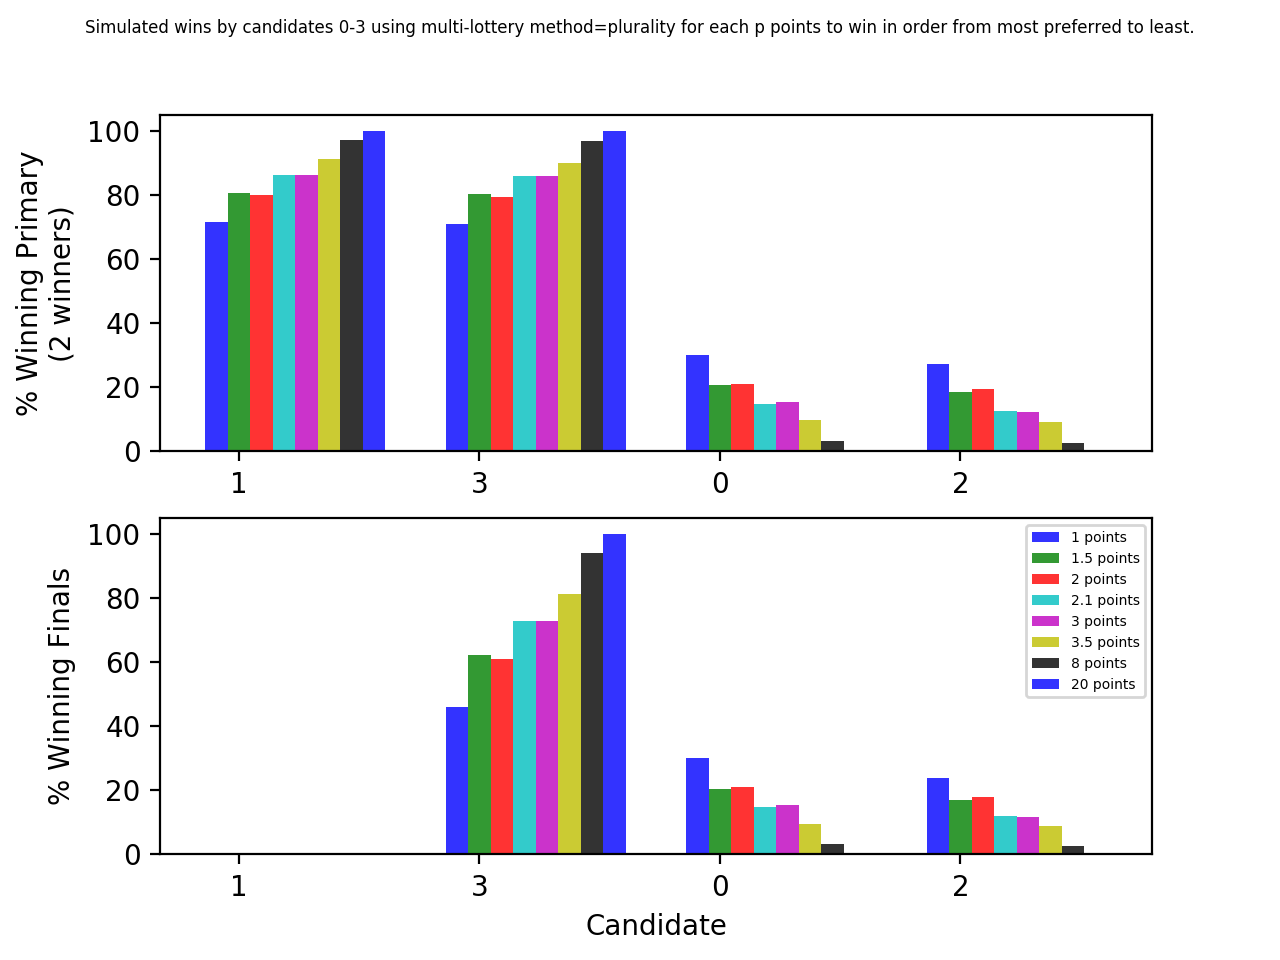 Simulated wins by candidates 0-3 using multi-lottery method=plurality for each p points to win in order from most preferred to least.
% Winning Primary
(2 winners)
100
80
60
40
20
0
1
3
0
2
% Winning Finals
100
80
60
40
20
0
1 points
1.5 points
2 points
2.1 points
3 points
3.5 points
8 points
20 points
1
3
0
2
Candidate